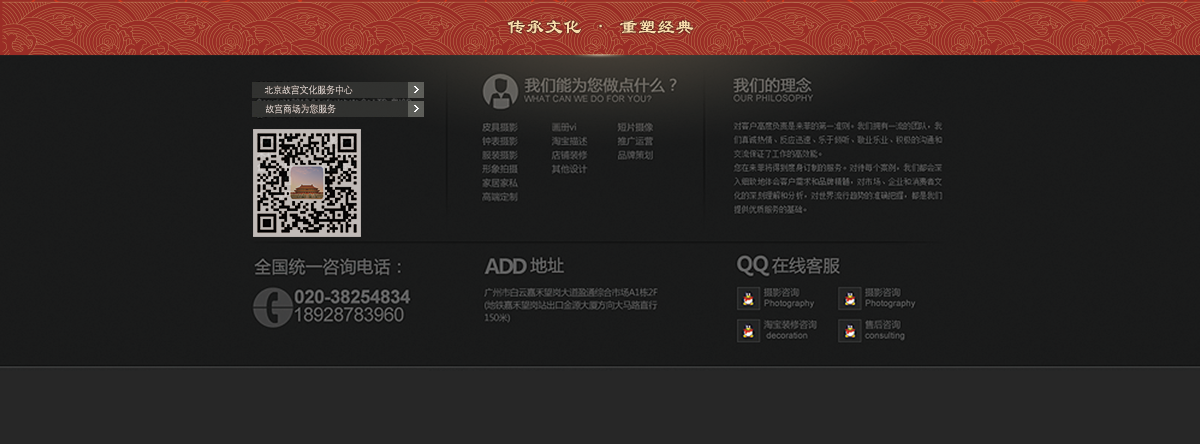 传承文化 · 重塑经典
北京故宫文化服务中心
故宫商场为您服务
我们能为您做点什么？
WHAT CAN WE DO FOR YOU?
皮具摄影 画册vi 短片摄像
钟表摄影 淘宝描述 推广运营
服装摄影 店铺装修 品牌策划
形象拍摄 其他设计
家居家私
高端定制
我们的理念
OUR PHILOSOPHY
对客户高度负责是来菲的第一准则。我们拥有一流的团队，我
们真诚热情、反应迅速、乐于倾听、敬业乐业、积极的沟通和
交流保证了工作的高效能。
您在来菲将得到度身订制的服务。对待每个案例，我们都会深
入细致地体会客户需求和品牌精髓，对市场、企业和消费者文
化的深刻理解和分析，对世界流行趋势的准确把握，都是我们
提供优质服务的基础。
全国统一咨询电话：
020-38254834
18928783960
ADD 地址
广州市白云嘉禾望岗大道盈通综合市场A1栋2F
(地铁嘉禾望岗站出口金源大厦方向大马路直行
150米)
QQ在线客服
摄影咨询
Photography
摄影咨询
Photography
淘宝装修咨询
decoration
售后咨询
consulting